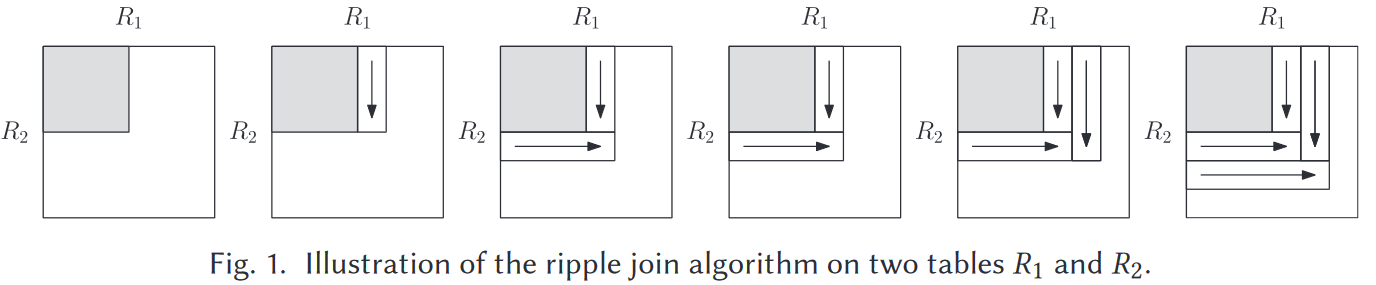 R1 R1 R1 R1 R1 R1
R2 R2 R2 R2 R2 R2
Fig. 1. Illustration of the ripple join algorithm on two tables R1 and R2.